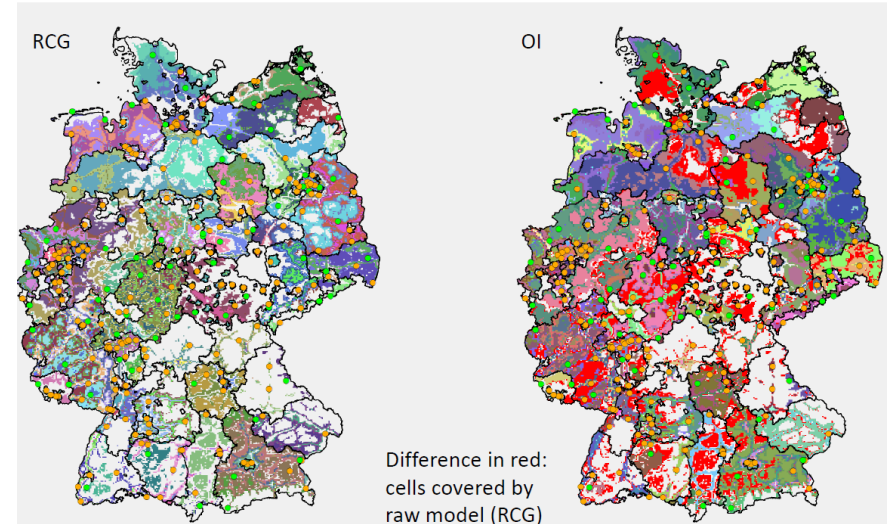 RCG
OI
Difference in red:
cells covered by
raw model (RCG)